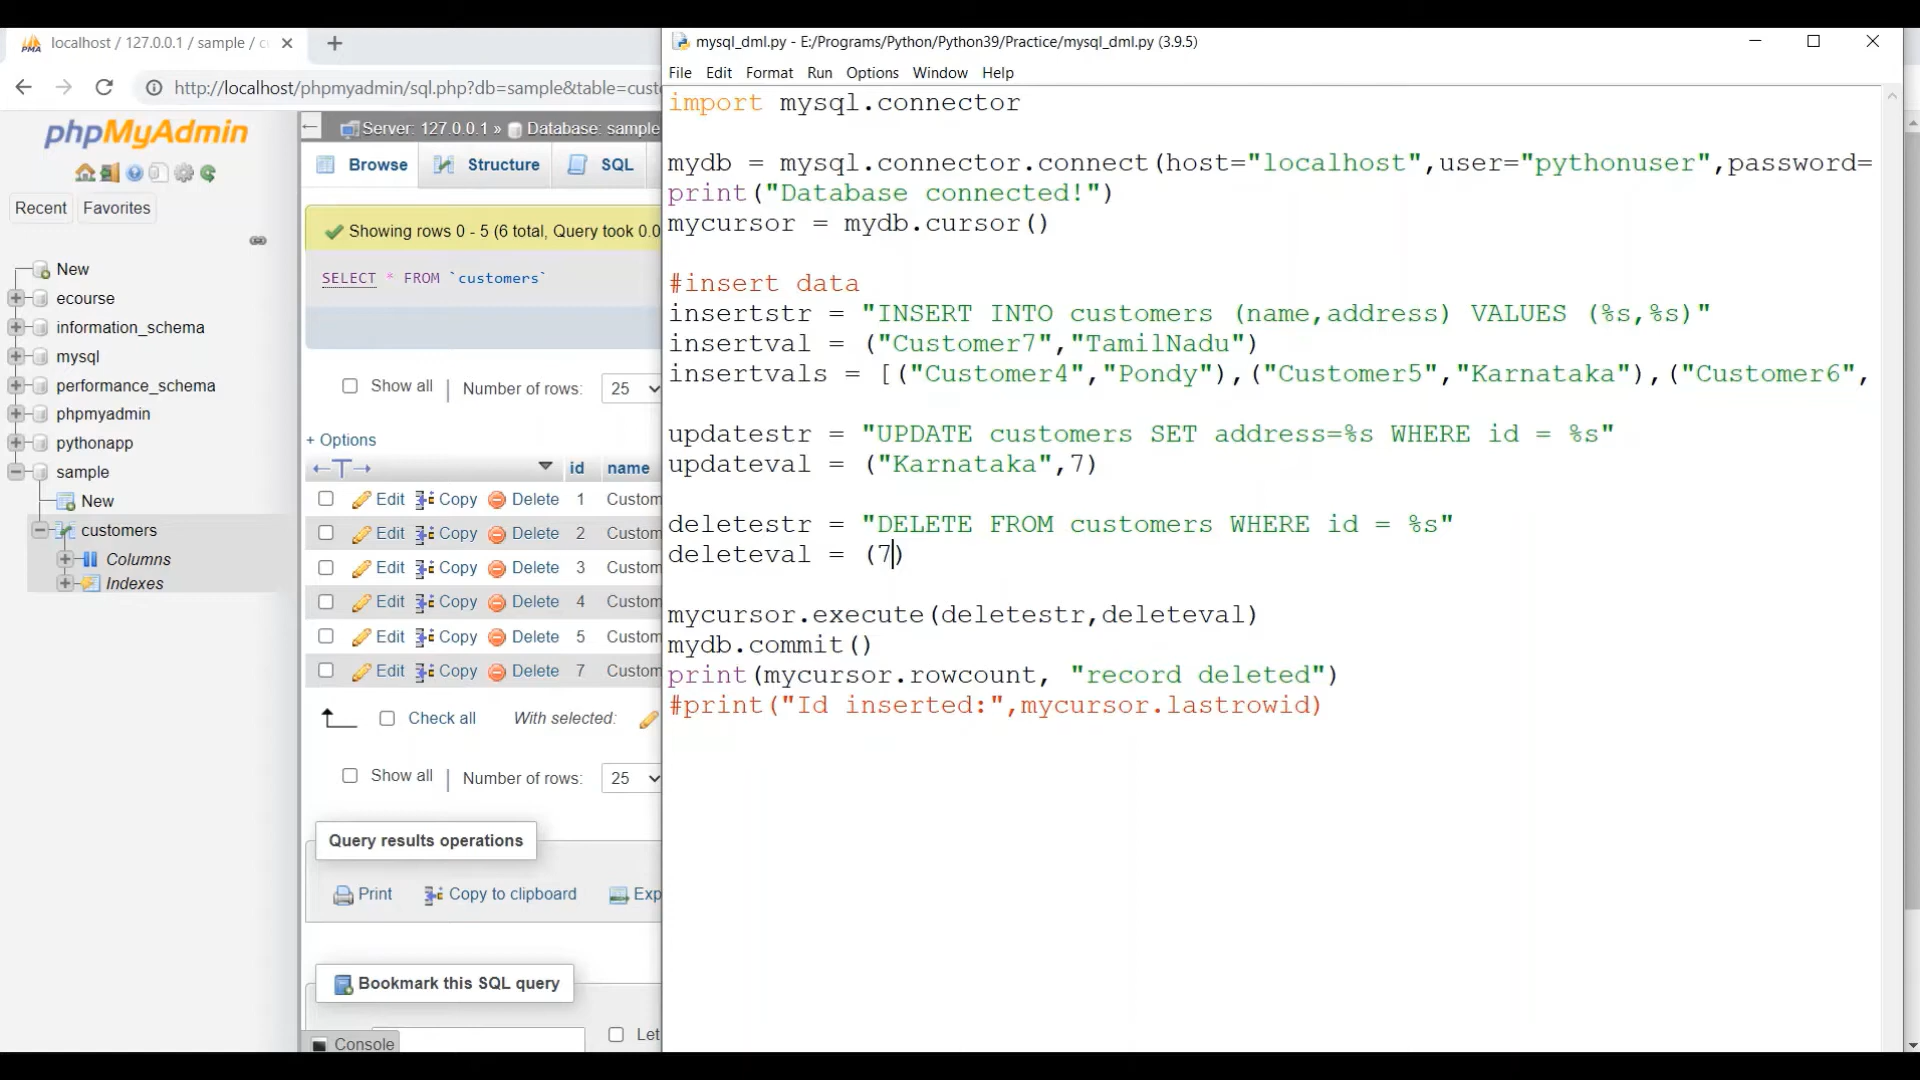 localhost / 127.0.0.1 / sample / c
http://localhost/phpmyadmin/sql.php?db=sample&table=cust
phpMyAdmin
Recent
Favorites
New
ecourse
information_schema
mysql
performance_schema
phpmyadmin
pythonapp
sample
New
customers
Columns
Indexes
Server: 127.0.0.1 » Database: sample
Browse
Structure
SQL
Showing rows 0 - 5 (6 total, Query took 0.0
SELECT * FROM `customers`
Show all | Number of rows: 25
+ Options
←T→ id name
Edit Copy Delete 1 Custom
Edit Copy Delete 2 Custom
Edit Copy Delete 3 Custom
Edit Copy Delete 4 Custom
Edit Copy Delete 5 Custom
Edit Copy Delete 7 Custom
Check all With selected:
Show all | Number of rows: 25
Query results operations
Print Copy to clipboard Exp
Bookmark this SQL query
Let
Console
mysql_dml.py - E:/Programs/Python/Python39/Practice/mysql_dml.py (3.9.5)
File Edit Format Run Options Window Help
import mysql.connector
mydb = mysql.connector.connect(host="localhost",user="pythonuser",password=
print("Database connected!")
mycursor = mydb.cursor()
#insert data
insertstr = "INSERT INTO customers (name,address) VALUES (%s,%s)"
insertval = ("Customer7","TamilNadu")
insertvals = [("Customer4","Pondy"),("Customer5","Karnataka"),("Customer6",
updatestr = "UPDATE customers SET address=%s WHERE id = %s"
updateval = ("Karnataka",7)
deletestr = "DELETE FROM customers WHERE id = %s"
deleteval = (7)
mycursor.execute(deletestr,deleteval)
mydb.commit()
print(mycursor.rowcount, "record deleted")
#print("Id inserted:",mycursor.lastrowid)